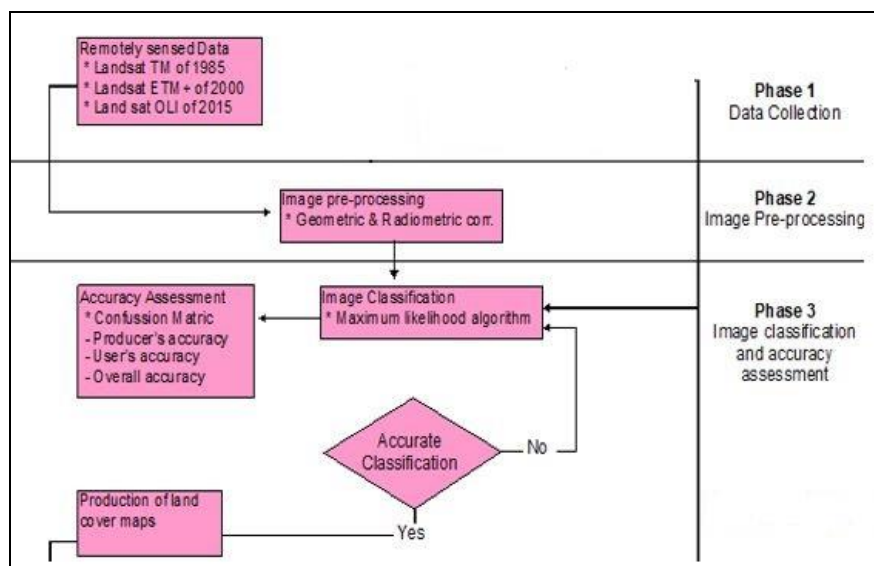 Remotely sensed Data
* Landsat TM of 1985
* Landsat ETM+ of 2000
* Land sat OLI of 2015
Phase 1
Data Collection
Image pre-processing
* Geometric & Radiometric corr.
Phase 2
Image Pre-processing
Accuracy Assessment
* Confussion Matric
- Producer's accuracy
- User's accuracy
- Overall accuracy
Image Classification
* Maximum likelihood algorithm
Phase 3
Image classification
and accuracy
assessment
Accurate
Classification
No
Yes
Production of land
cover maps